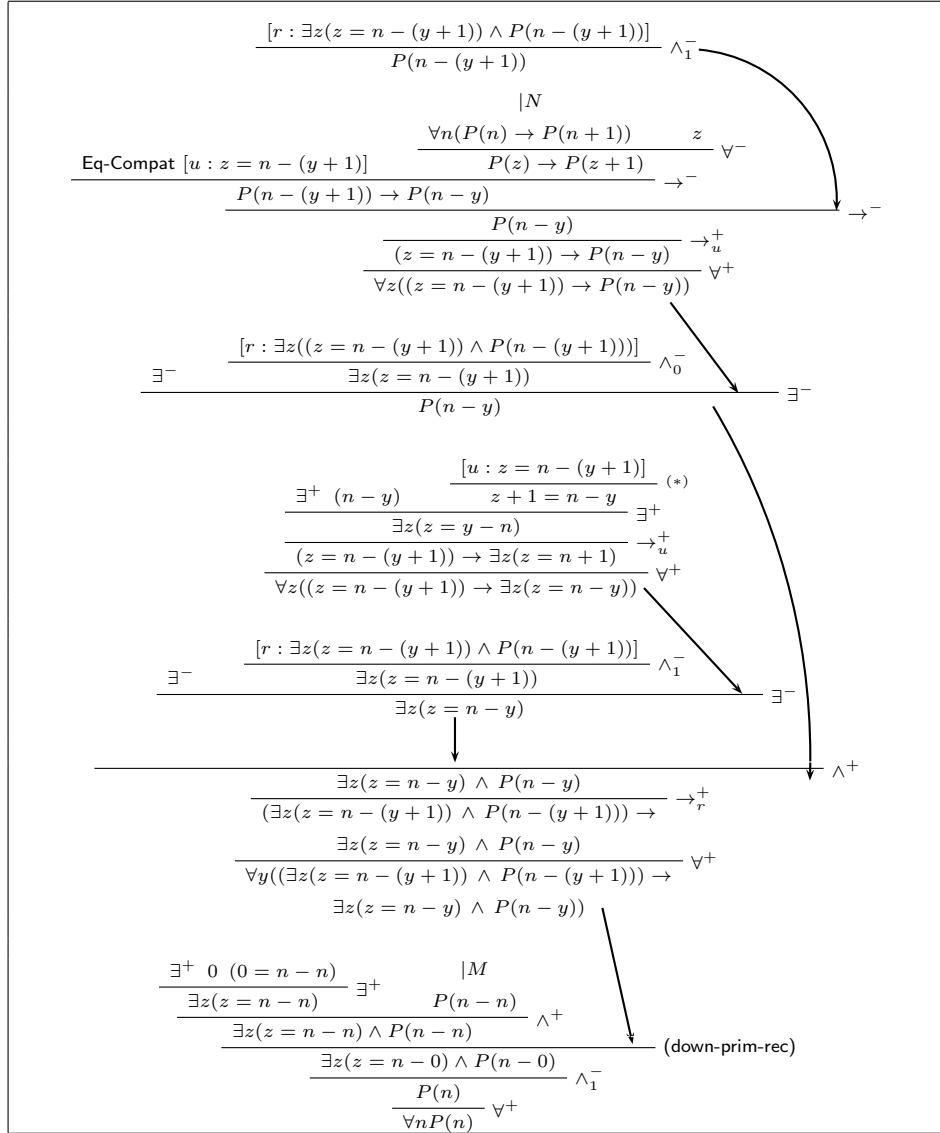 [r : ∃z(z = n − (y + 1)) ∧ P(n − (y + 1))]
∧₁⁻
P(n − (y + 1))
|N
∀n(P(n) → P(n + 1)) z
∀⁻
Eq-Compat [u : z = n − (y + 1)] P(z) → P(z + 1)
→⁻
P(n − (y + 1)) → P(n − y)
→⁻
P(n − y)
→ᵤ⁺
(z = n − (y + 1)) → P(n − y)
∀⁺
∀z((z = n − (y + 1)) → P(n − y))
[r : ∃z((z = n − (y + 1)) ∧ P(n − (y + 1)))]
∧₀⁻
∃⁻ ∃z(z = n − (y + 1))
∃⁻
P(n − y)
[u : z = n − (y + 1)]
(*)
∃⁺ (n − y) z + 1 = n − y
∃⁺
∃z(z = y − n)
→ᵤ⁺
(z = n − (y + 1)) → ∃z(z = n + 1)
∀⁺
∀z((z = n − (y + 1)) → ∃z(z = n − y))
[r : ∃z(z = n − (y + 1)) ∧ P(n − (y + 1))]
∧₁⁻
∃⁻ ∃z(z = n − (y + 1))
∃⁻
∃z(z = n − y)
∧⁺
∃z(z = n − y) ∧ P(n − y)
→ᵣ⁺
(∃z(z = n − (y + 1)) ∧ P(n − (y + 1))) →
∃z(z = n − y) ∧ P(n − y)
∀⁺
∀y((∃z(z = n − (y + 1)) ∧ P(n − (y + 1))) →
∃z(z = n − y) ∧ P(n − y))
∃⁺ 0 (0 = n − n) |M
∃⁺
∃z(z = n − n) P(n − n)
∧⁺
∃z(z = n − n) ∧ P(n − n)
(down-prim-rec)
∃z(z = n − 0) ∧ P(n − 0)
∧₁⁻
P(n)
∀⁺
∀nP(n)